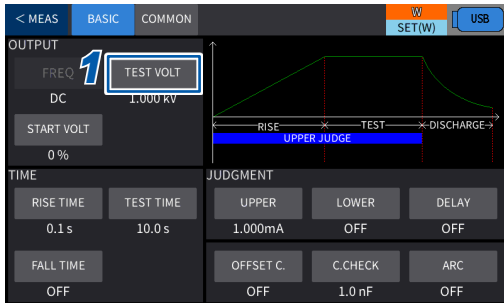 < MEAS BASIC COMMON W SET(W) USB
OUTPUT
FREQ 1 TEST VOLT
DC 1.000 kV
START VOLT
0 %
RISE TEST DISCHARGE
UPPER JUDGE
TIME
RISE TIME TEST TIME
0.1 s 10.0 s
FALL TIME
OFF
JUDGMENT
UPPER LOWER DELAY
1.000mA OFF OFF
OFFSET C. C.CHECK ARC
OFF 1.0 nF OFF